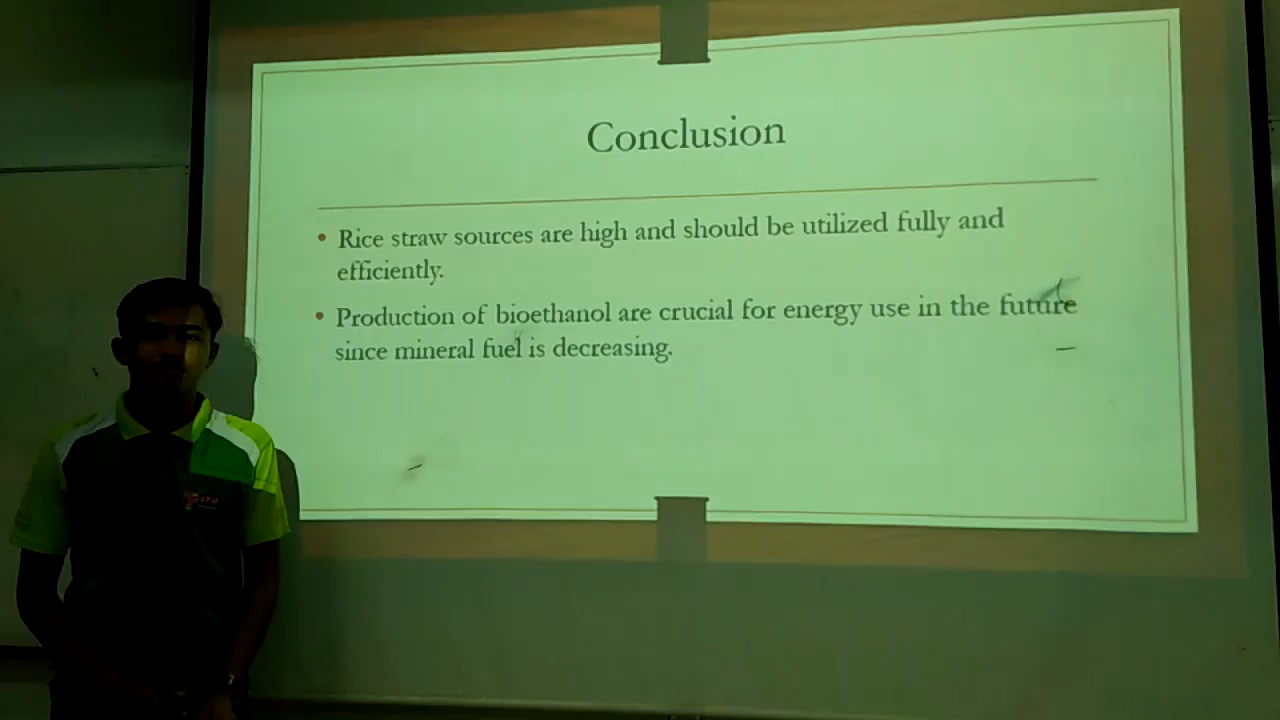 Conclusion
Rice straw sources are high and should be utilized fully and
efficiently.
Production of bioethanol are crucial for energy use in the future
since mineral fuel is decreasing.